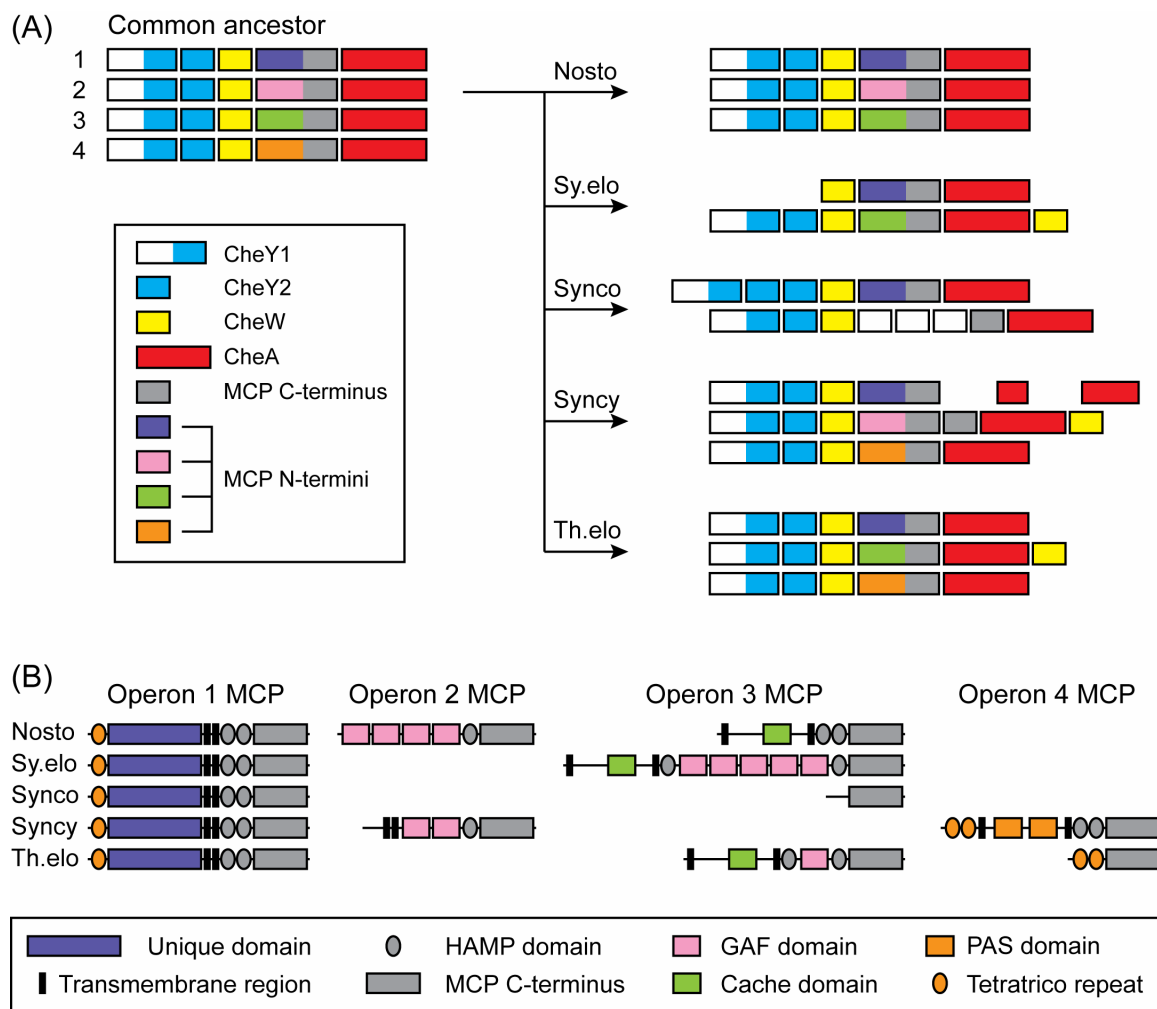 (A)
Common ancestor
1
2
3
4
CheY1
CheY2
CheW
CheA
MCP C-terminus
MCP N-termini
Nosto
Sy.elo
Synco
Syncy
Th.elo
(B)
Operon 1 MCP Operon 2 MCP Operon 3 MCP Operon 4 MCP
Nosto
Sy.elo
Synco
Syncy
Th.elo
Unique domain HAMP domain GAF domain PAS domain
Transmembrane region MCP C-terminus Cache domain Tetratrico repeat